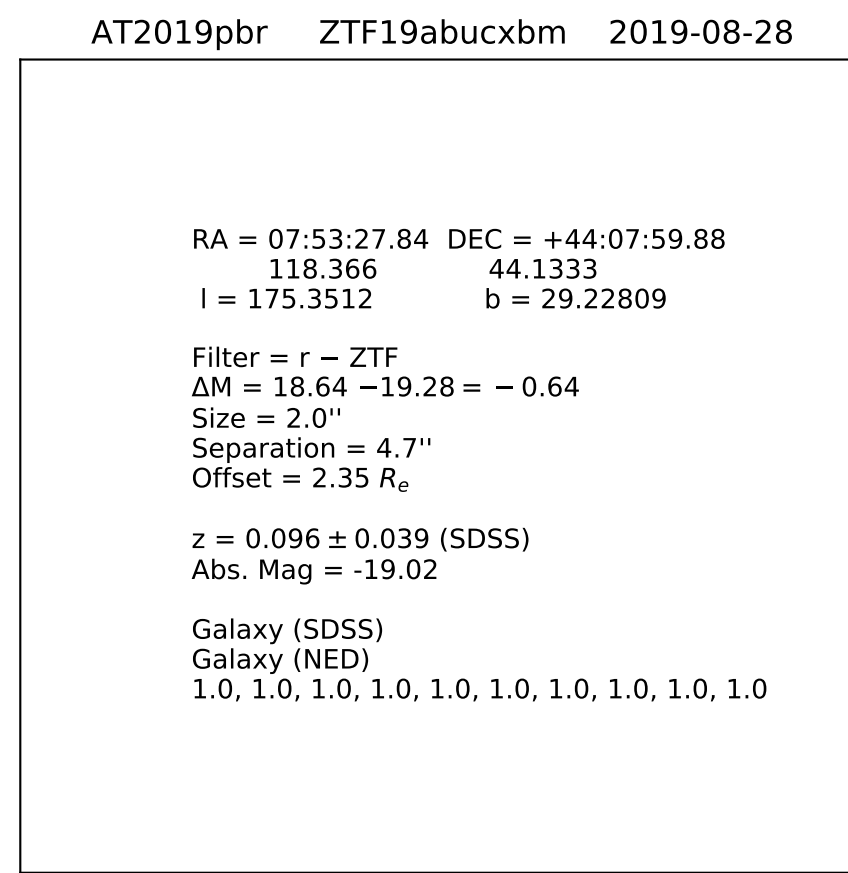 AT2019pbr ZTF19abucxbm 2019-08-28
RA = 07:53:27.84 DEC = +44:07:59.88
118.366 44.1333
l = 175.3512 b = 29.22809
Filter = r − ZTF
ΔM = 18.64 −19.28 = − 0.64
Size = 2.0''
Separation = 4.7''
Offset = 2.35 Re
z = 0.096 ± 0.039 (SDSS)
Abs. Mag = -19.02
Galaxy (SDSS)
Galaxy (NED)
1.0, 1.0, 1.0, 1.0, 1.0, 1.0, 1.0, 1.0, 1.0, 1.0